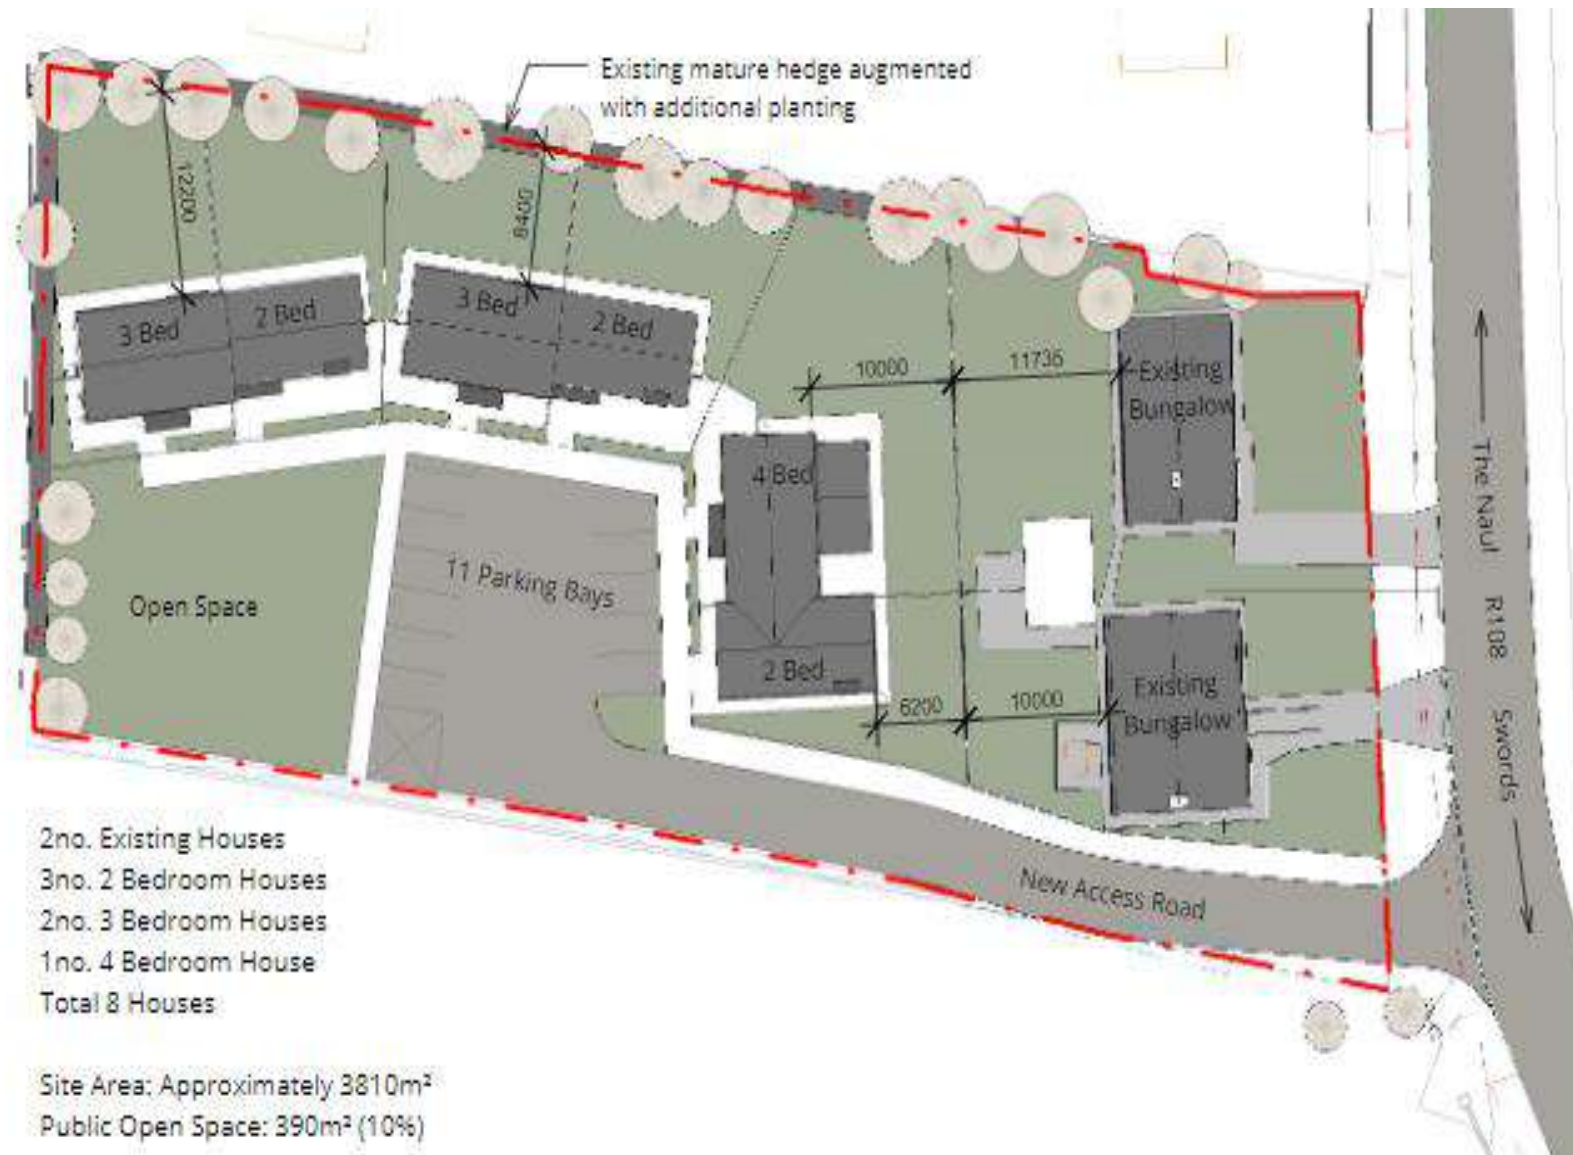 Existing mature hedge augmented
with additional planting
12200
8400
3 Bed
2 Bed
3 Bed
2 Bed
10000
11735
Existing
Bungalow
4 Bed
11 Parking Bays
Open Space
2 Bed
6200
10000
Existing
Bungalow
The Naul R108 Swords
New Access Road
2no. Existing Houses
3no. 2 Bedroom Houses
2no. 3 Bedroom Houses
1no. 4 Bedroom House
Total 8 Houses
Site Area: Approximately 3810m²
Public Open Space: 390m² (10%)